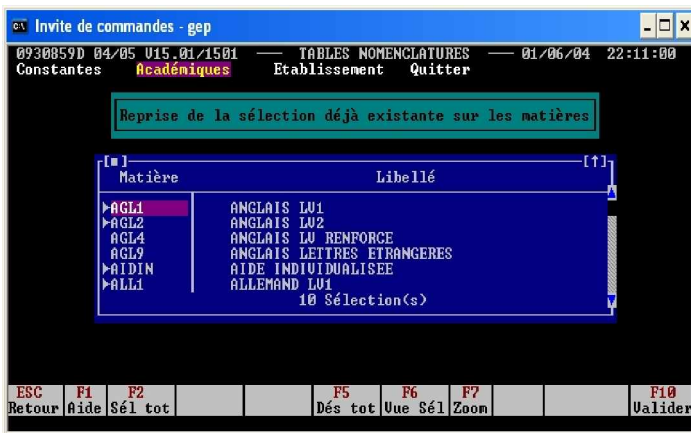 Invite de commandes - gep
0930859D 04/05 V15.01/1501 — TABLES NOMENCLATURES — 01/06/04 22:11:00
Constantes Académiques Etablissement Quitter
Reprise de la sélection déjà existante sur les matières
Matière Libellé
AGL1 ANGLAIS LV1
AGL2 ANGLAIS LV2
AGL4 ANGLAIS LV RENFORCE
AGL9 ANGLAIS LETTRES ETRANGERES
AIDIN AIDE INDIVIDUALISEE
ALL1 ALLEMAND LV1
10 Sélection(s)
ESC F1 F2 F5 F6 F7 F10
Retour Aide Sél tot Dés tot Vue Sél Zoom Valider